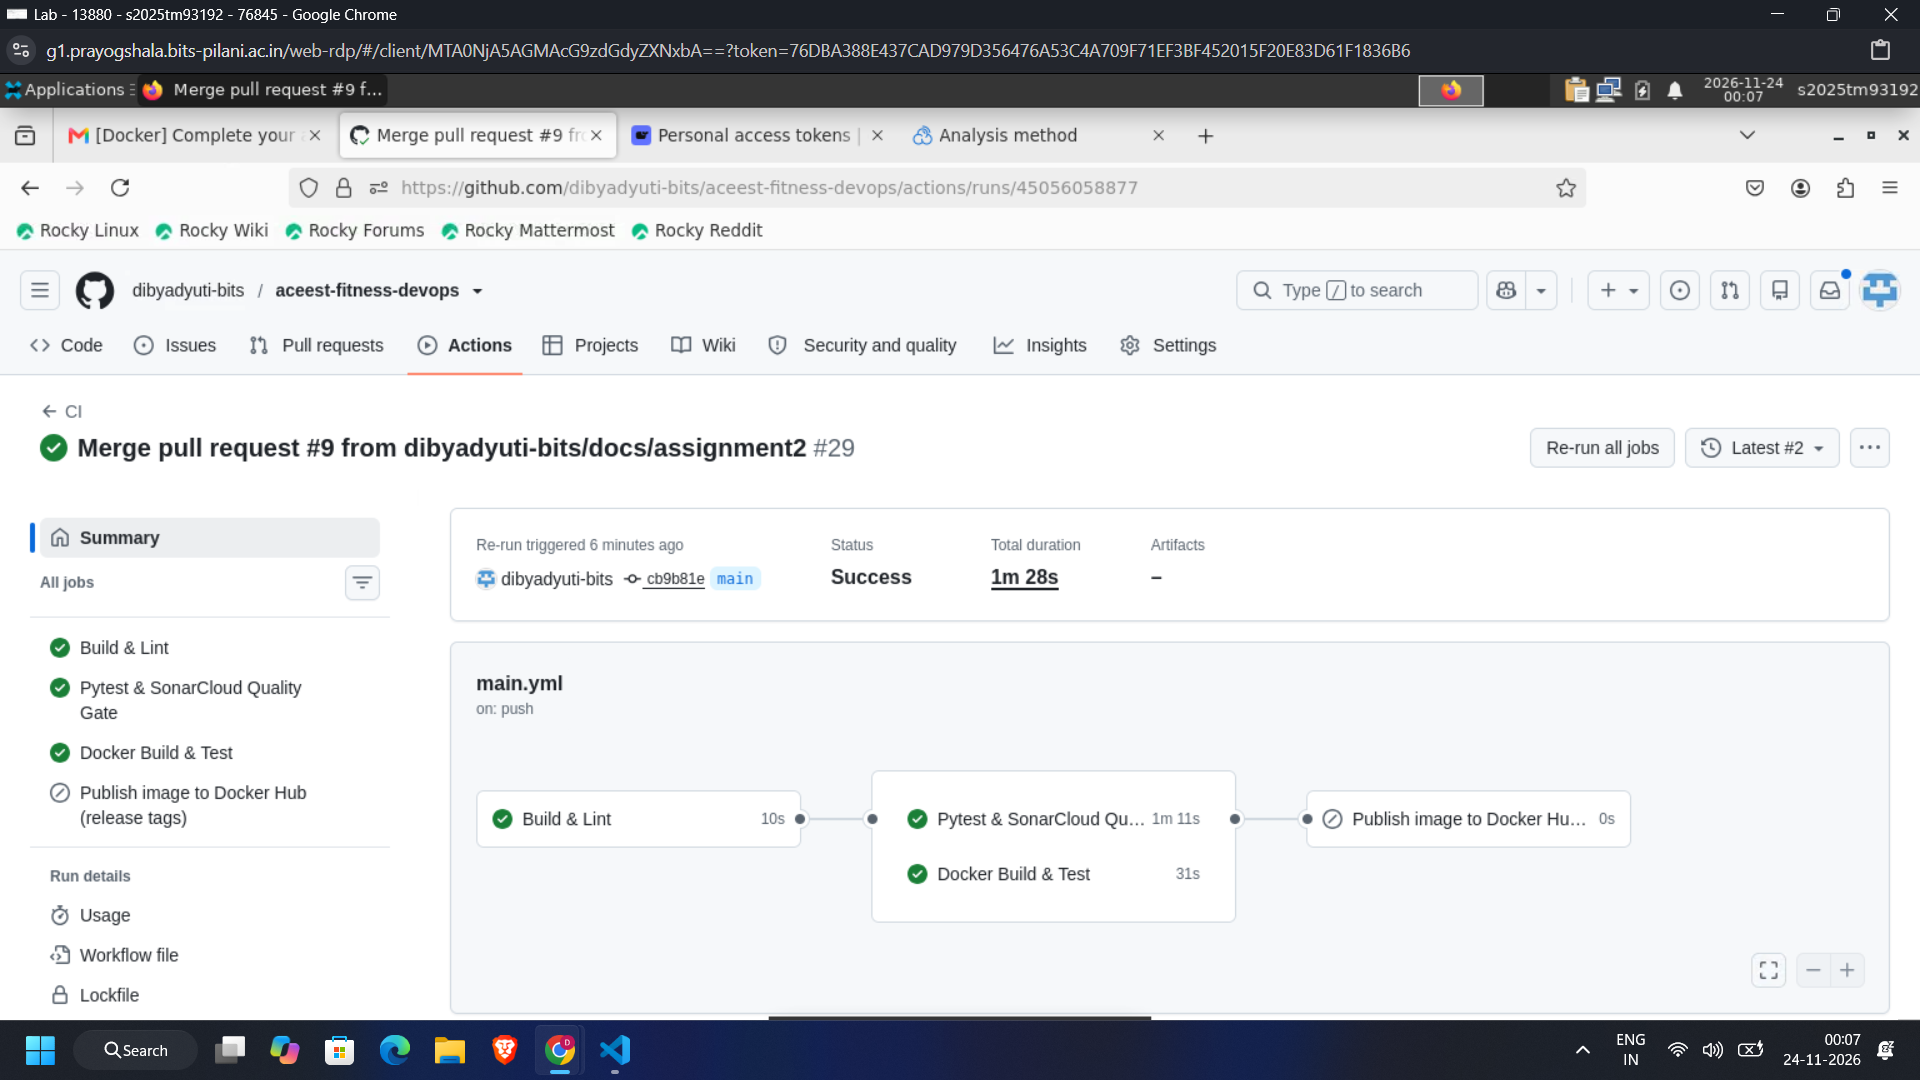 Lab - 13880 - s2025tm93192 - 76845 - Google Chrome
g1.prayogshala.bits-pilani.ac.in/web-rdp/#/client/MTA0NjA5AGMAcG9zdGdyZXNxbA==?token=76DBA388E437CAD979D356476A53C4A709F71EF3BF452015F20E83D61F1836B6
Applications Merge pull request #9 f... 2026-11-24 00:07 s2025tm93192
[Docker] Complete your Merge pull request #9 fr Personal access tokens | Analysis method
https://github.com/dibyadyuti-bits/aceest-fitness-devops/actions/runs/45056058877
Rocky Linux Rocky Wiki Rocky Forums Rocky Mattermost Rocky Reddit
dibyadyuti-bits / aceest-fitness-devops Type / to search
Code Issues Pull requests Actions Projects Wiki Security and quality Insights Settings
← CI
Merge pull request #9 from dibyadyuti-bits/docs/assignment2 #29
Re-run all jobs Latest #2
Summary
All jobs
Build & Lint
Pytest & SonarCloud Quality
Gate
Docker Build & Test
Publish image to Docker Hub
(release tags)
Run details
Usage
Workflow file
Lockfile
Re-run triggered 6 minutes ago Status Total duration Artifacts
dibyadyuti-bits cb9b81e main Success 1m 28s –
main.yml
on: push
Build & Lint 10s
Pytest & SonarCloud Qu... 1m 11s
Docker Build & Test 31s
Publish image to Docker Hu... 0s
Search
ENG
IN
00:07
24-11-2026